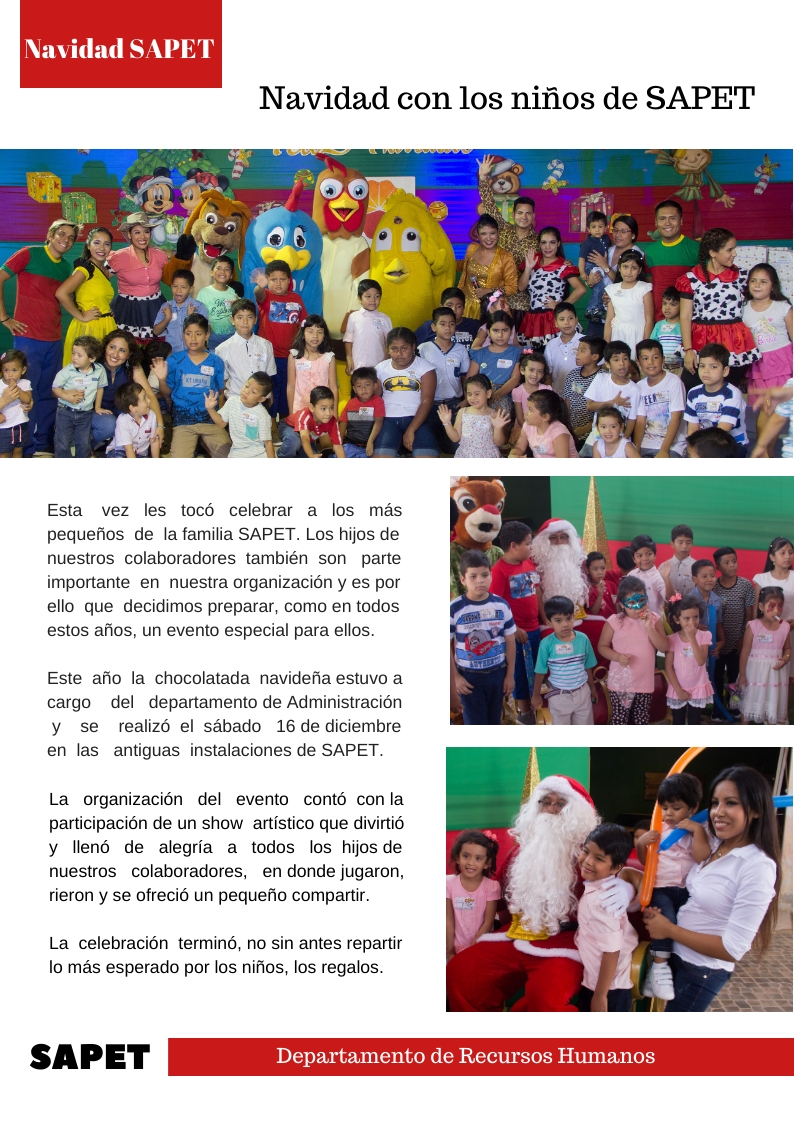 Navidad SAPET
Navidad con los niños de SAPET
Esta vez les tocó celebrar a los más
pequeños de la familia SAPET. Los hijos de
nuestros colaboradores también son parte
importante en nuestra organización y es por
ello que decidimos preparar, como en todos
estos años, un evento especial para ellos.
Este año la chocolatada navideña estuvo a
cargo del departamento de Administración
y se realizó el sábado 16 de diciembre
en las antiguas instalaciones de SAPET.
La organización del evento contó con la
participación de un show artístico que divirtió
y llenó de alegría a todos los hijos de
nuestros colaboradores, en donde jugaron,
rieron y se ofreció un pequeño compartir.
La celebración terminó, no sin antes repartir
lo más esperado por los niños, los regalos.
SAPET
Departamento de Recursos Humanos